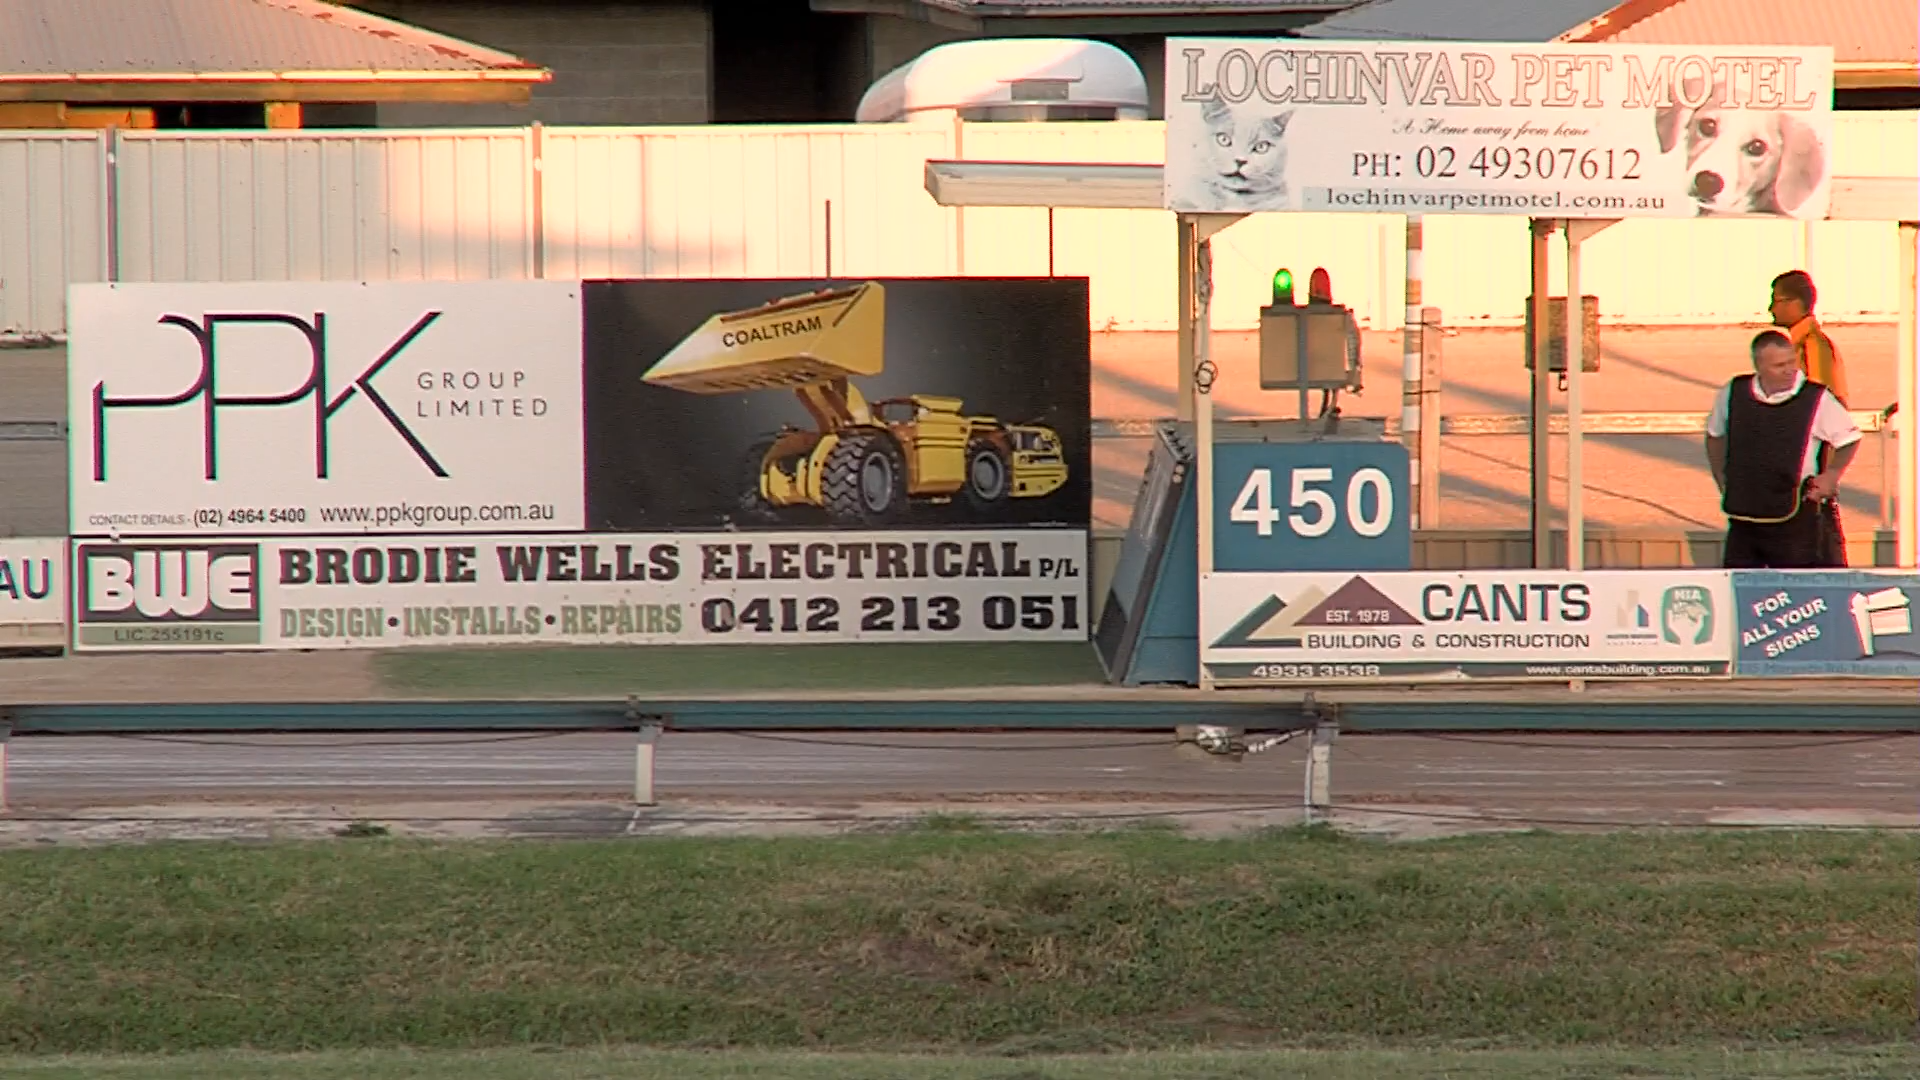 LOCHINVAR PET MOTEL
"A Home away from home"
PH: 02 49307612
lochinvarpetmotel.com.au
PPK
GROUP
LIMITED
CONTACT DETAILS - (02) 4964 5400 www.ppkgroup.com.au
COALTRAM
450
AU
BWE
LIC.255191c
BRODIE WELLS ELECTRICAL P/L
DESIGN•INSTALLS•REPAIRS 0412 213 051
EST. 1978
CANTS
BUILDING & CONSTRUCTION
4933 3538
www.cantsbuilding.com.au
HIA
FOR
ALL YOUR
SIGNS